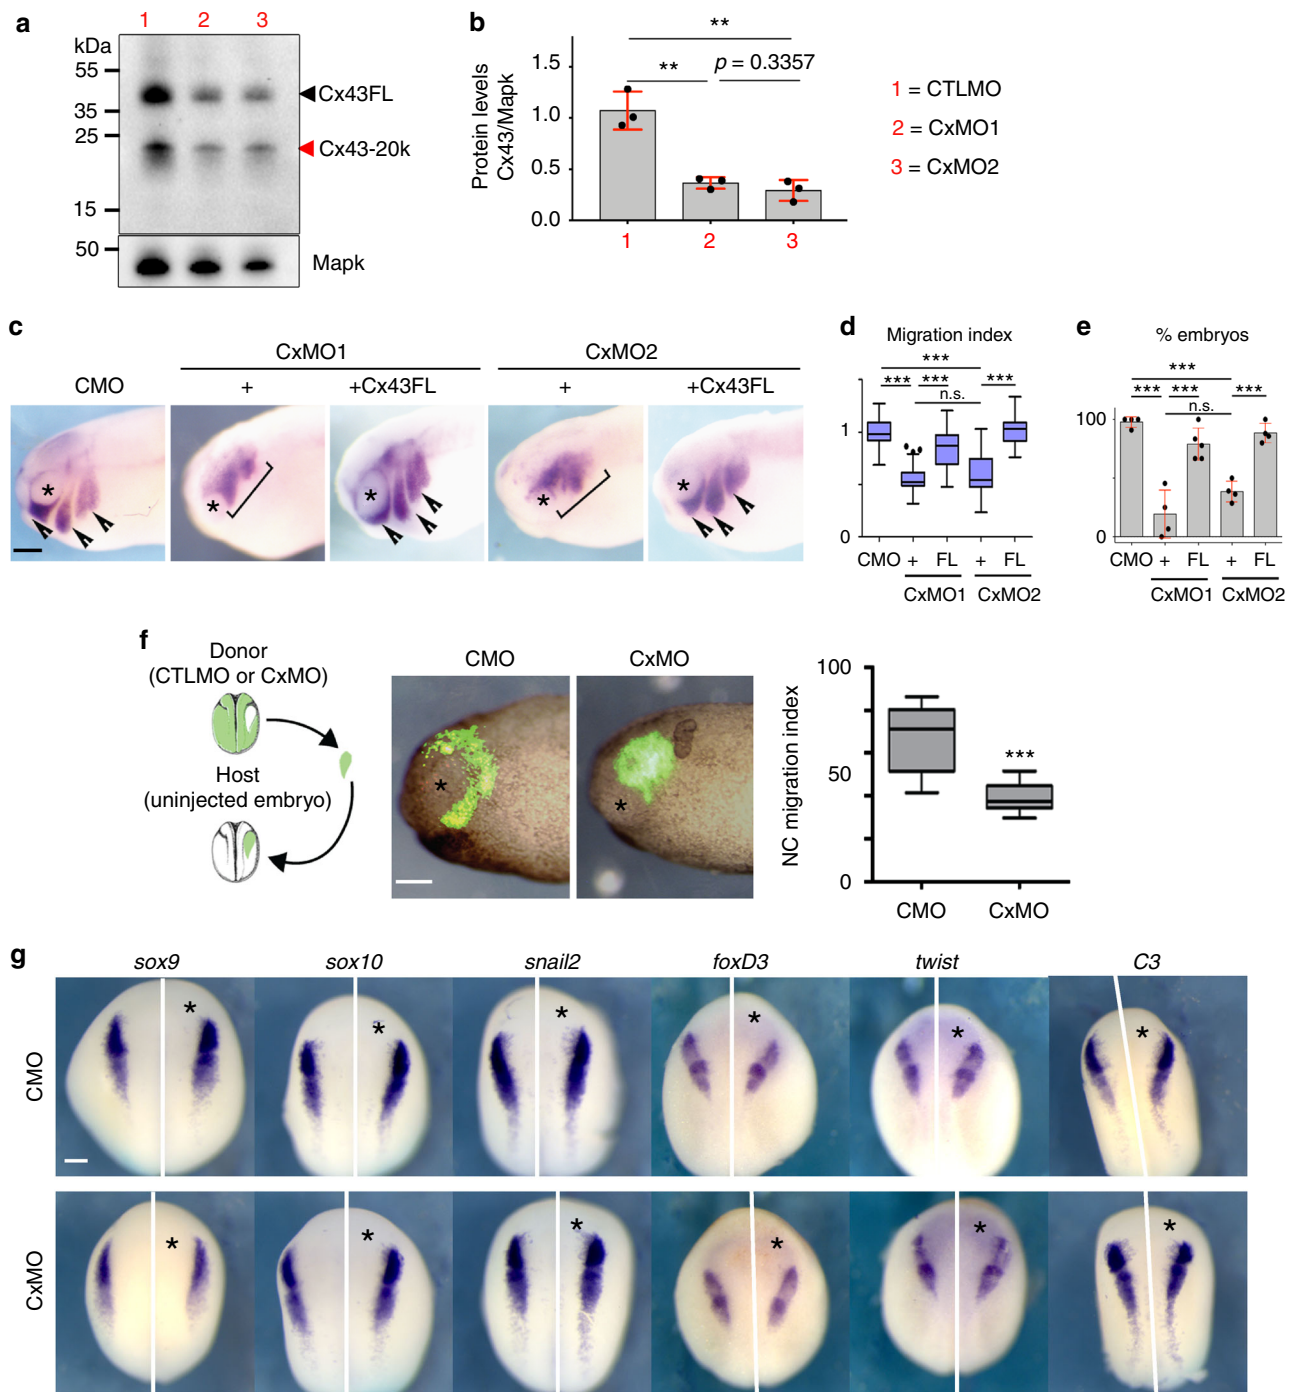 a
1 2 3
kDa
55
35
25
15
50
Cx43FL
Cx43-20k
Mapk
b
Protein levels
Cx43/Mapk
1.5
1.0
0.5
0.0
**
**
p = 0.3357
1 2 3
1 = CTLMO
2 = CxMO1
3 = CxMO2
c
CxMO1
CxMO2
CMO
+
+Cx43FL
+
+Cx43FL
* * * * *
d
Migration index
***
*** *** ***
n.s.
1
0
CMO + FL + FL
CxMO1 CxMO2
e
% embryos
***
*** *** ***
n.s.
100
0
CMO + FL + FL
CxMO1 CxMO2
f
Donor
(CTLMO or CxMO)
Host
(uninjected embryo)
CMO
CxMO
* *
NC migration index
100
50
0
***
CMO CxMO
g
sox9 sox10 snail2 foxD3 twist C3
CMO
* * * * * *
CxMO
* * * * * *